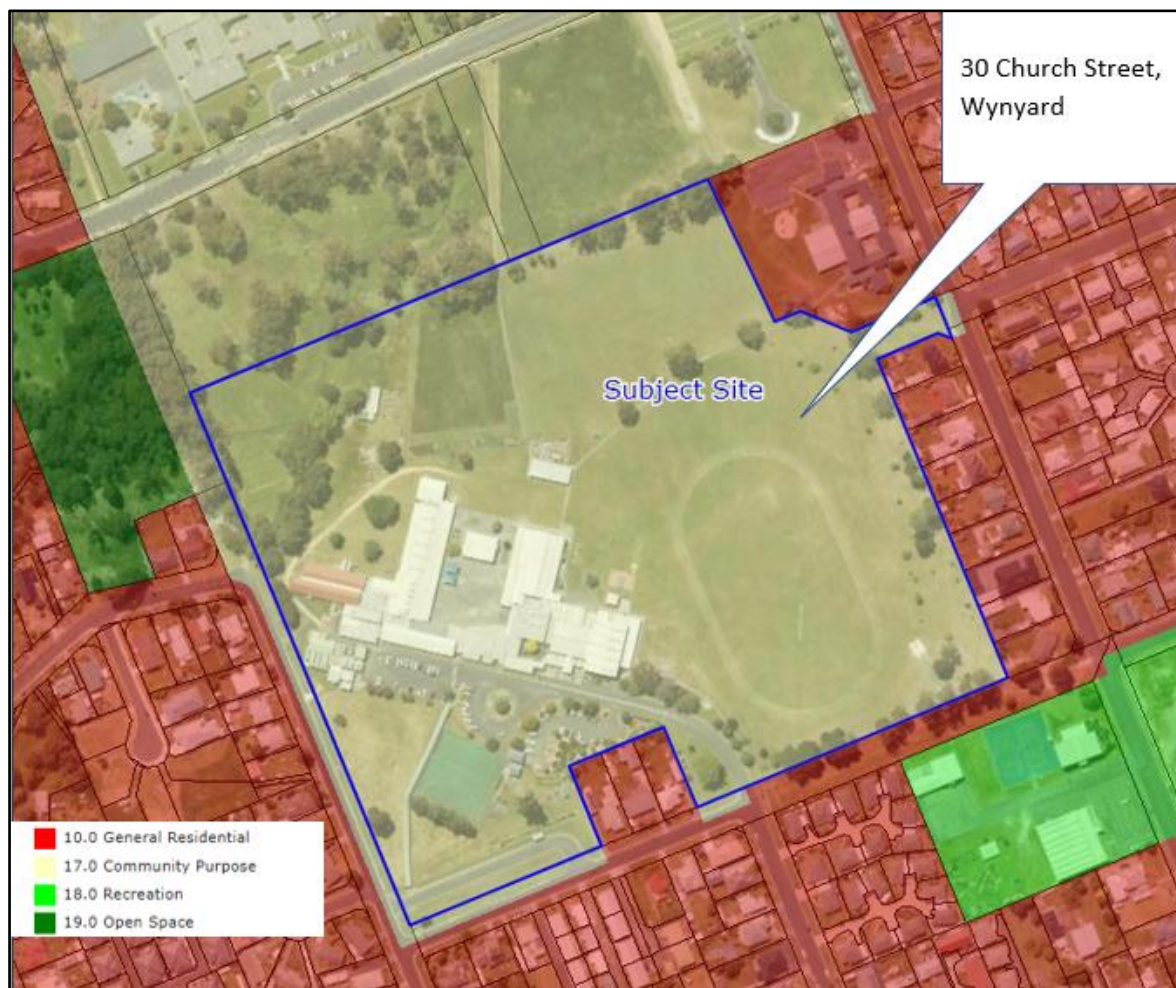 30 Church Street,
Wynyard
Subject Site
10.0 General Residential
17.0 Community Purpose
18.0 Recreation
19.0 Open Space